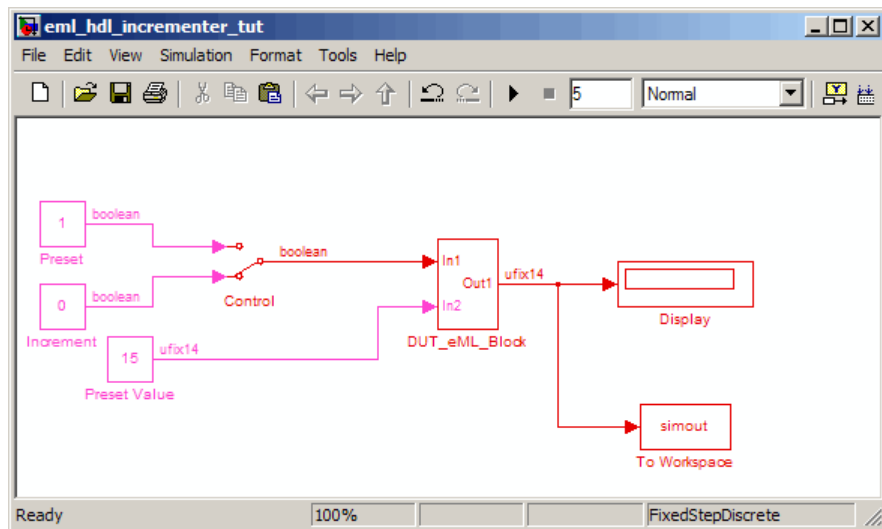 eml_hdl_incrementer_tut
File Edit View Simulation Format Tools Help
5 Normal
1
boolean
Preset
boolean
Control
0
boolean
Increment
15
ufix14
Preset Value
In1
Out1
In2
DUT_eML_Block
ufix14
Display
simout
To Workspace
Ready 100% FixedStepDiscrete